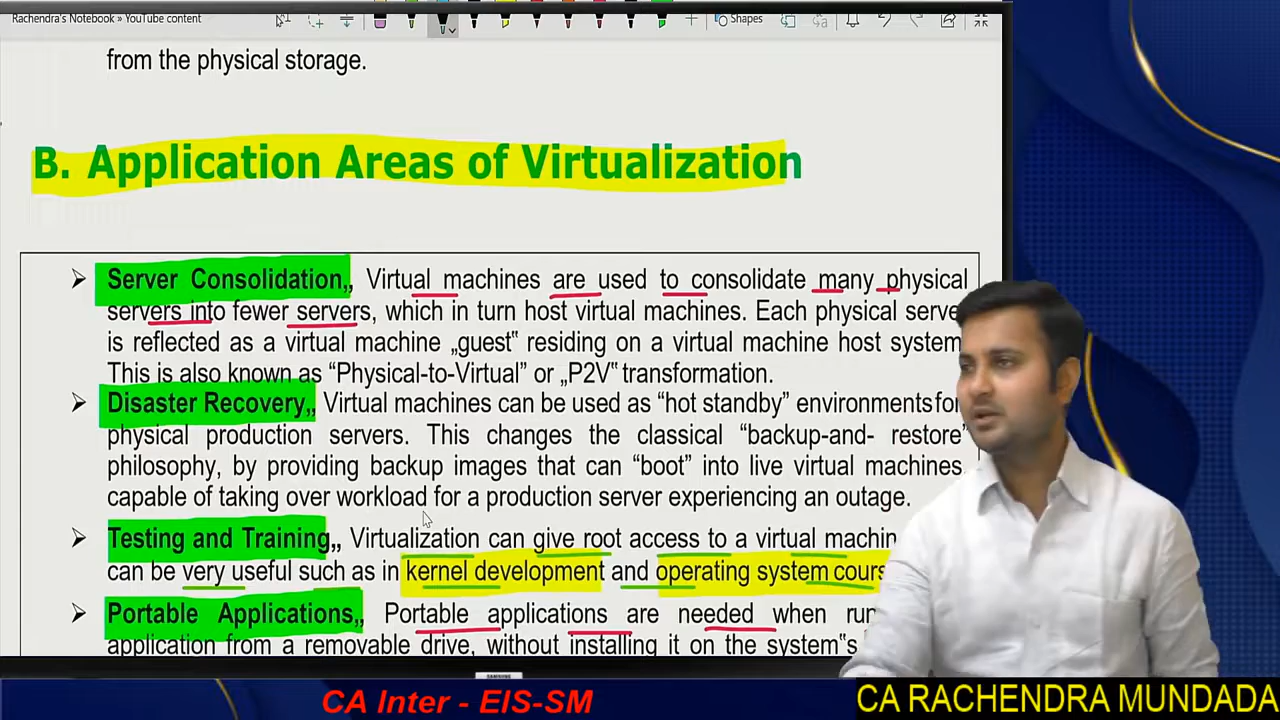 Rachendra's Notebook » YouTube content
Shapes
from the physical storage.
B. Application Areas of Virtualization
➢ Server Consolidation„ Virtual machines are used to consolidate many physical
servers into fewer servers, which in turn host virtual machines. Each physical serve
is reflected as a virtual machine „guest‟ residing on a virtual machine host system
This is also known as “Physical-to-Virtual” or „P2V‟ transformation.
➢ Disaster Recovery„ Virtual machines can be used as “hot standby” environments for
physical production servers. This changes the classical “backup-and- restore”
philosophy, by providing backup images that can “boot” into live virtual machines
capable of taking over workload for a production server experiencing an outage.
➢ Testing and Training„ Virtualization can give root access to a virtual machin
can be very useful such as in kernel development and operating system cours
➢ Portable Applications„ Portable applications are needed when run
application from a removable drive, without installing it on the system‟s
SAMSUNG
CA Inter - EIS-SM
CA RACHENDRA MUNDADA